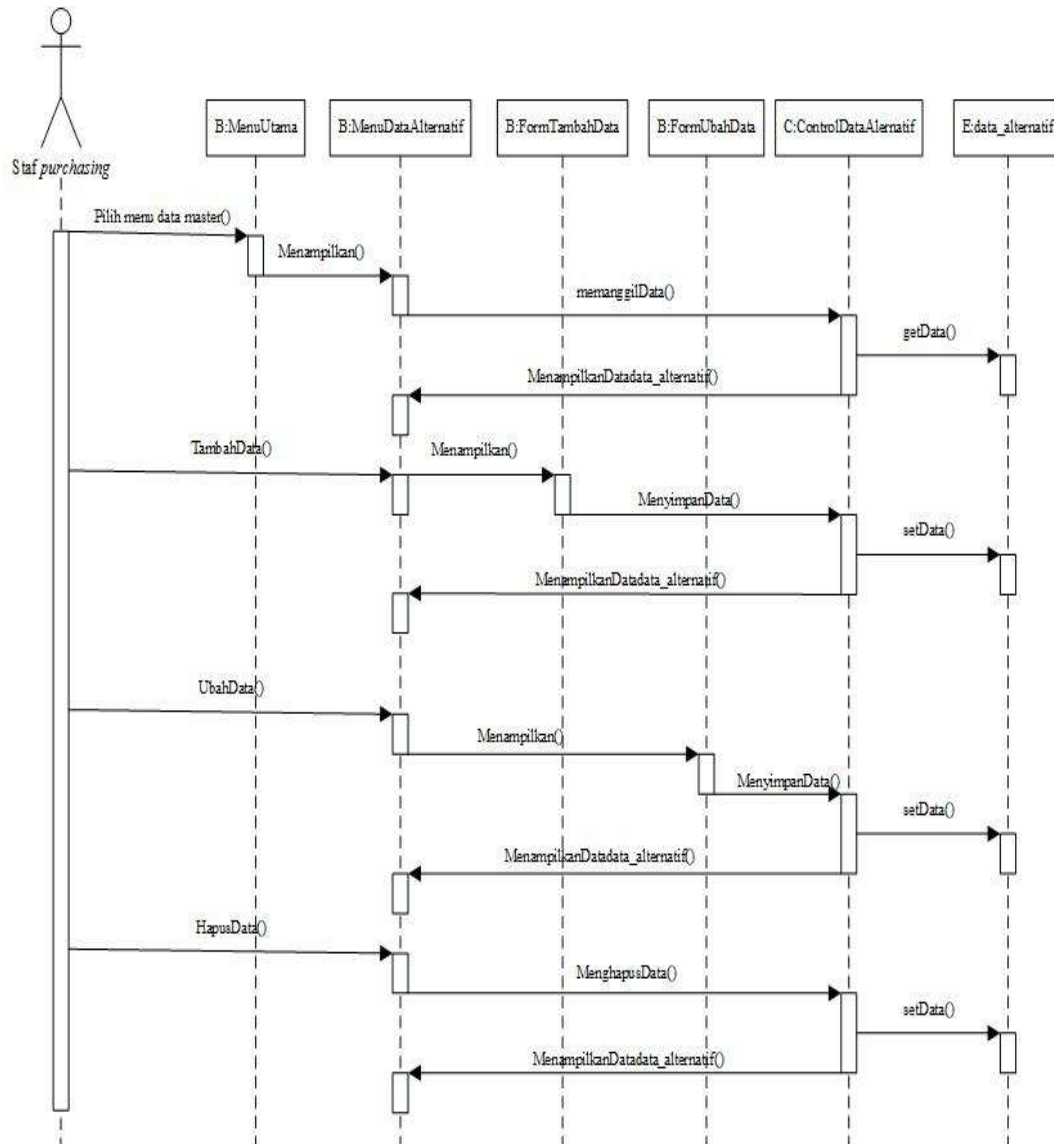 B:MenuUtama
B:MenuDataAlternatif
B:FormTambahData
B:FormUbahData
C:ControlDataAlernatif
E:data_alternatif
Staf purchasing
Pilih menu data master()
Menampilkan()
memanggilData()
getData()
MenampilkanDatadata_alternatif()
TambahData()
Menampilkan()
MenyimpanData()
setData()
MenampilkanDatadata_alternatif()
UbahData()
Menampilkan()
MenyimpanData()
setData()
MenampilkanDatadata_alternatif()
HapusData()
MenghapusData()
setData()
MenampilkanDatadata_alternatif()